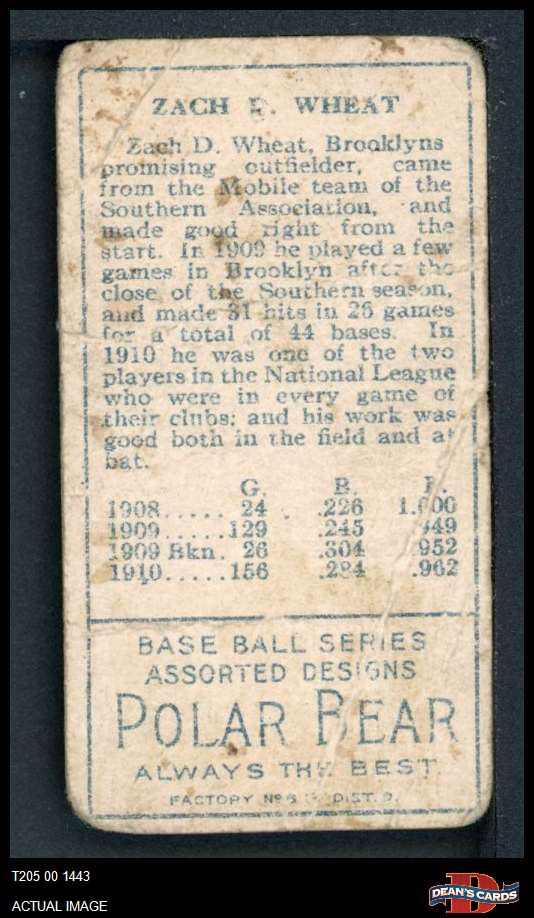 ZACH D. WHEAT
Zach D. Wheat, Brooklyns
promising outfielder, came
from the Mobile team of the
Southern Association, and
made good right from the
start. In 1909 he played a few
games in Brooklyn after the
close of the Southern season,
and made 31 hits in 26 games
for a total of 44 bases. In
1910 he was one of the two
players in the National League
who were in every game of
their clubs; and his work was
good both in the field and at
bat.
G. B. F.
1908..... 24 .226 1.000
1909.....129 .245 .949
1909 Bkn. 26 .304 .952
1910.....156 .284 .962
BASE BALL SERIES
ASSORTED DESIGNS
POLAR BEAR
ALWAYS THE BEST.
FACTORY Nº 6 DIST. O.
T205 00 1443
ACTUAL IMAGE
DEAN'S CARDS